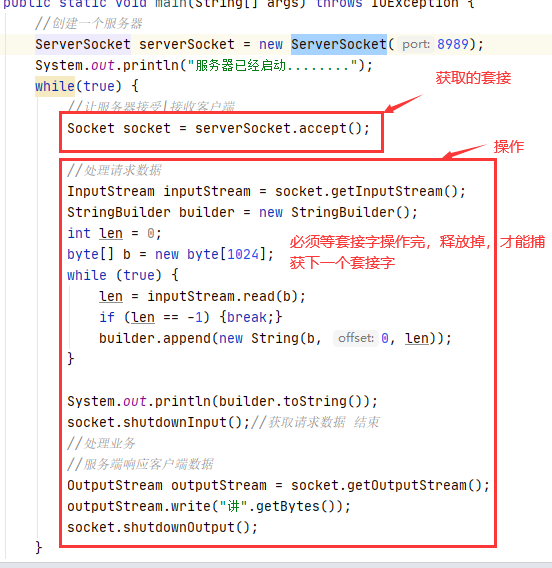 public static void main(String[] args) throws IOException {
//创建一个服务器
ServerSocket serverSocket = new ServerSocket( port: 8989);
System.out.println("服务器已经启动........");
while(true) {
获取的套接
//让服务器接受|接收客户端
Socket socket = serverSocket.accept();
操作
//处理请求数据
InputStream inputStream = socket.getInputStream();
StringBuilder builder = new StringBuilder();
int len = 0;
byte[] b = new byte[1024];
必须等套接字操作完，释放掉，才能捕
获下一个套接字
while (true) {
len = inputStream.read(b);
if (len == -1) {break;}
builder.append(new String(b, offset: 0, len));
}
System.out.println(builder.toString());
socket.shutdownInput();//获取请求数据 结束
//处理业务
//服务端响应客户端数据
OutputStream outputStream = socket.getOutputStream();
outputStream.write("讲".getBytes());
socket.shutdownOutput();
}